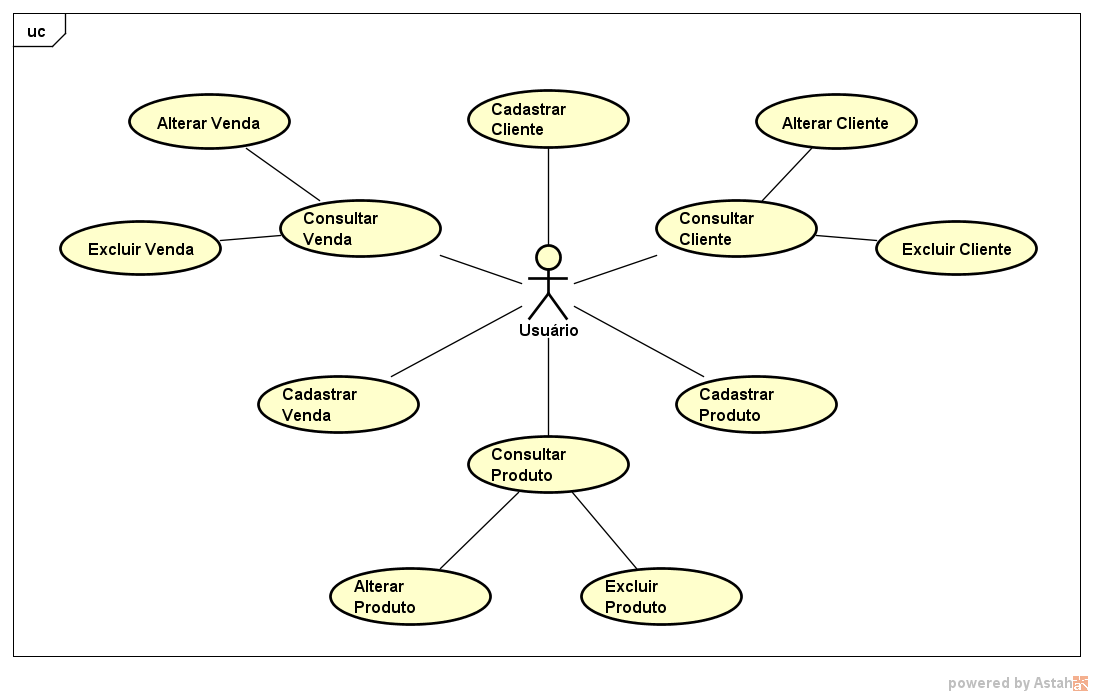 uc
Alterar Venda
Cadastrar
Cliente
Alterar Cliente
Consultar
Venda
Consultar
Cliente
Excluir Venda
Excluir Cliente
Usuário
Cadastrar
Venda
Cadastrar
Produto
Consultar
Produto
Alterar
Produto
Excluir
Produto
powered by Astah